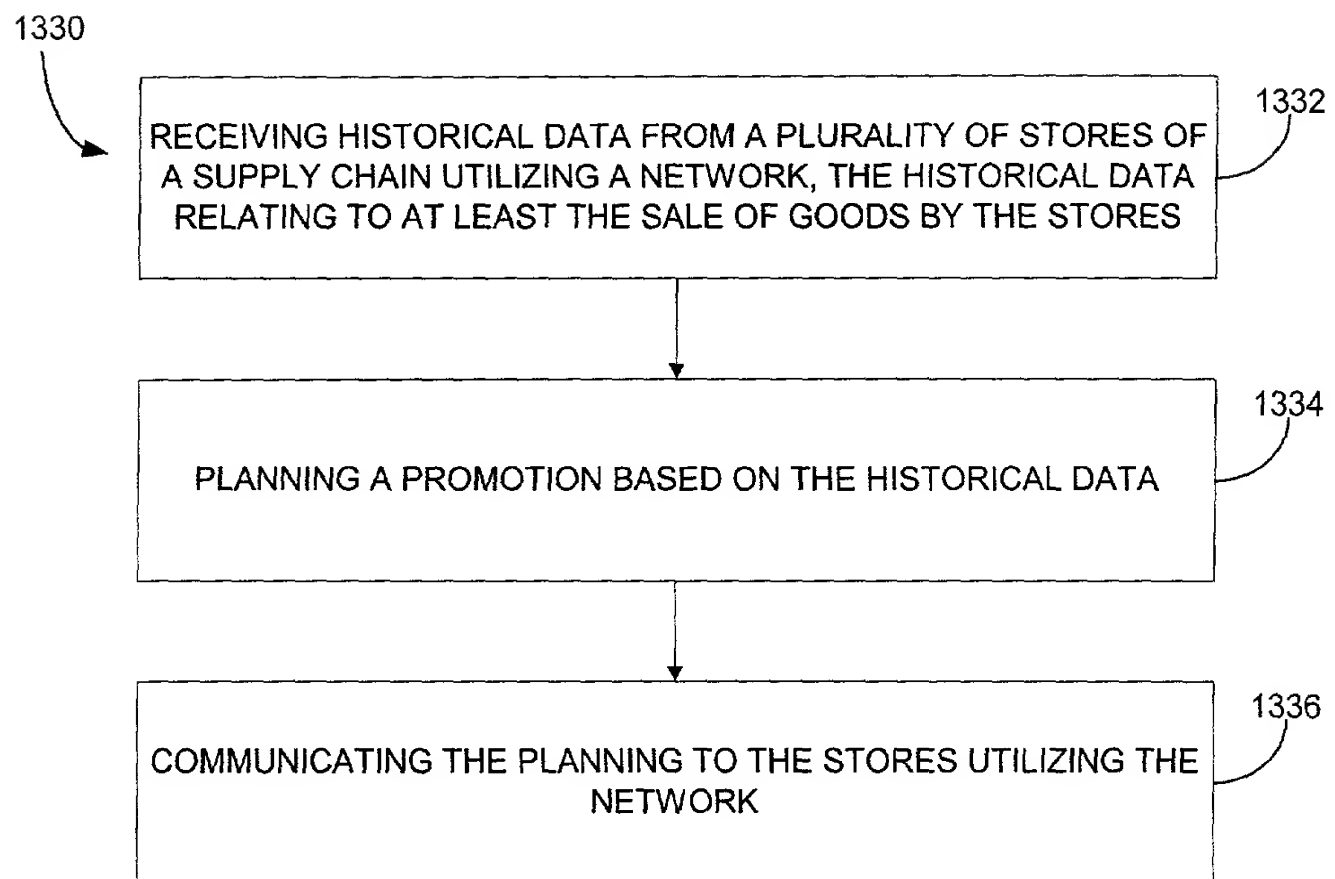 1330
1332
RECEIVING HISTORICAL DATA FROM A PLURALITY OF STORES OF
A SUPPLY CHAIN UTILIZING A NETWORK, THE HISTORICAL DATA
RELATING TO AT LEAST THE SALE OF GOODS BY THE STORES
1334
PLANNING A PROMOTION BASED ON THE HISTORICAL DATA
1336
COMMUNICATING THE PLANNING TO THE STORES UTILIZING THE
NETWORK